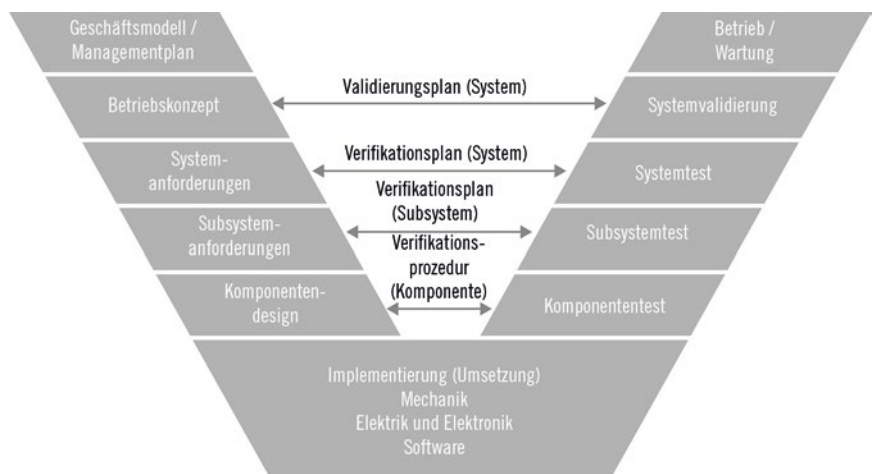 Geschäftsmodell /
Managementplan
Betrieb /
Wartung
Betriebskonzept
Validierungsplan (System)
Systemvalidierung
System-
anforderungen
Verifikationsplan (System)
Systemtest
Subsystem-
anforderungen
Verifikationsplan
(Subsystem)
Subsystemtest
Komponenten-
design
Verifikations-
prozedur
(Komponente)
Komponententest
Implementierung (Umsetzung)
Mechanik
Elektrik und Elektronik
Software